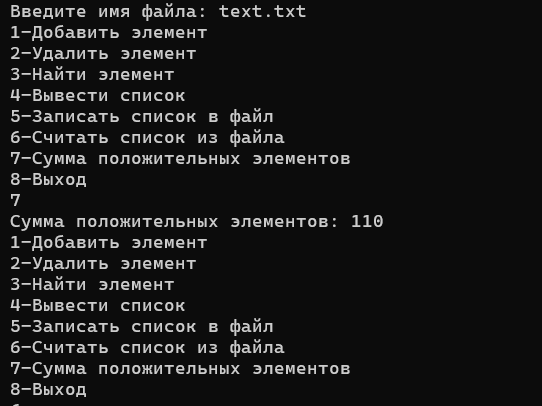 Введите имя файла: text.txt
1-Добавить элемент
2-Удалить элемент
3-Найти элемент
4-Вывести список
5-Записать список в файл
6-Считать список из файла
7-Сумма положительных элементов
8-Выход
7
Сумма положительных элементов: 110
1-Добавить элемент
2-Удалить элемент
3-Найти элемент
4-Вывести список
5-Записать список в файл
6-Считать список из файла
7-Сумма положительных элементов
8-Выход